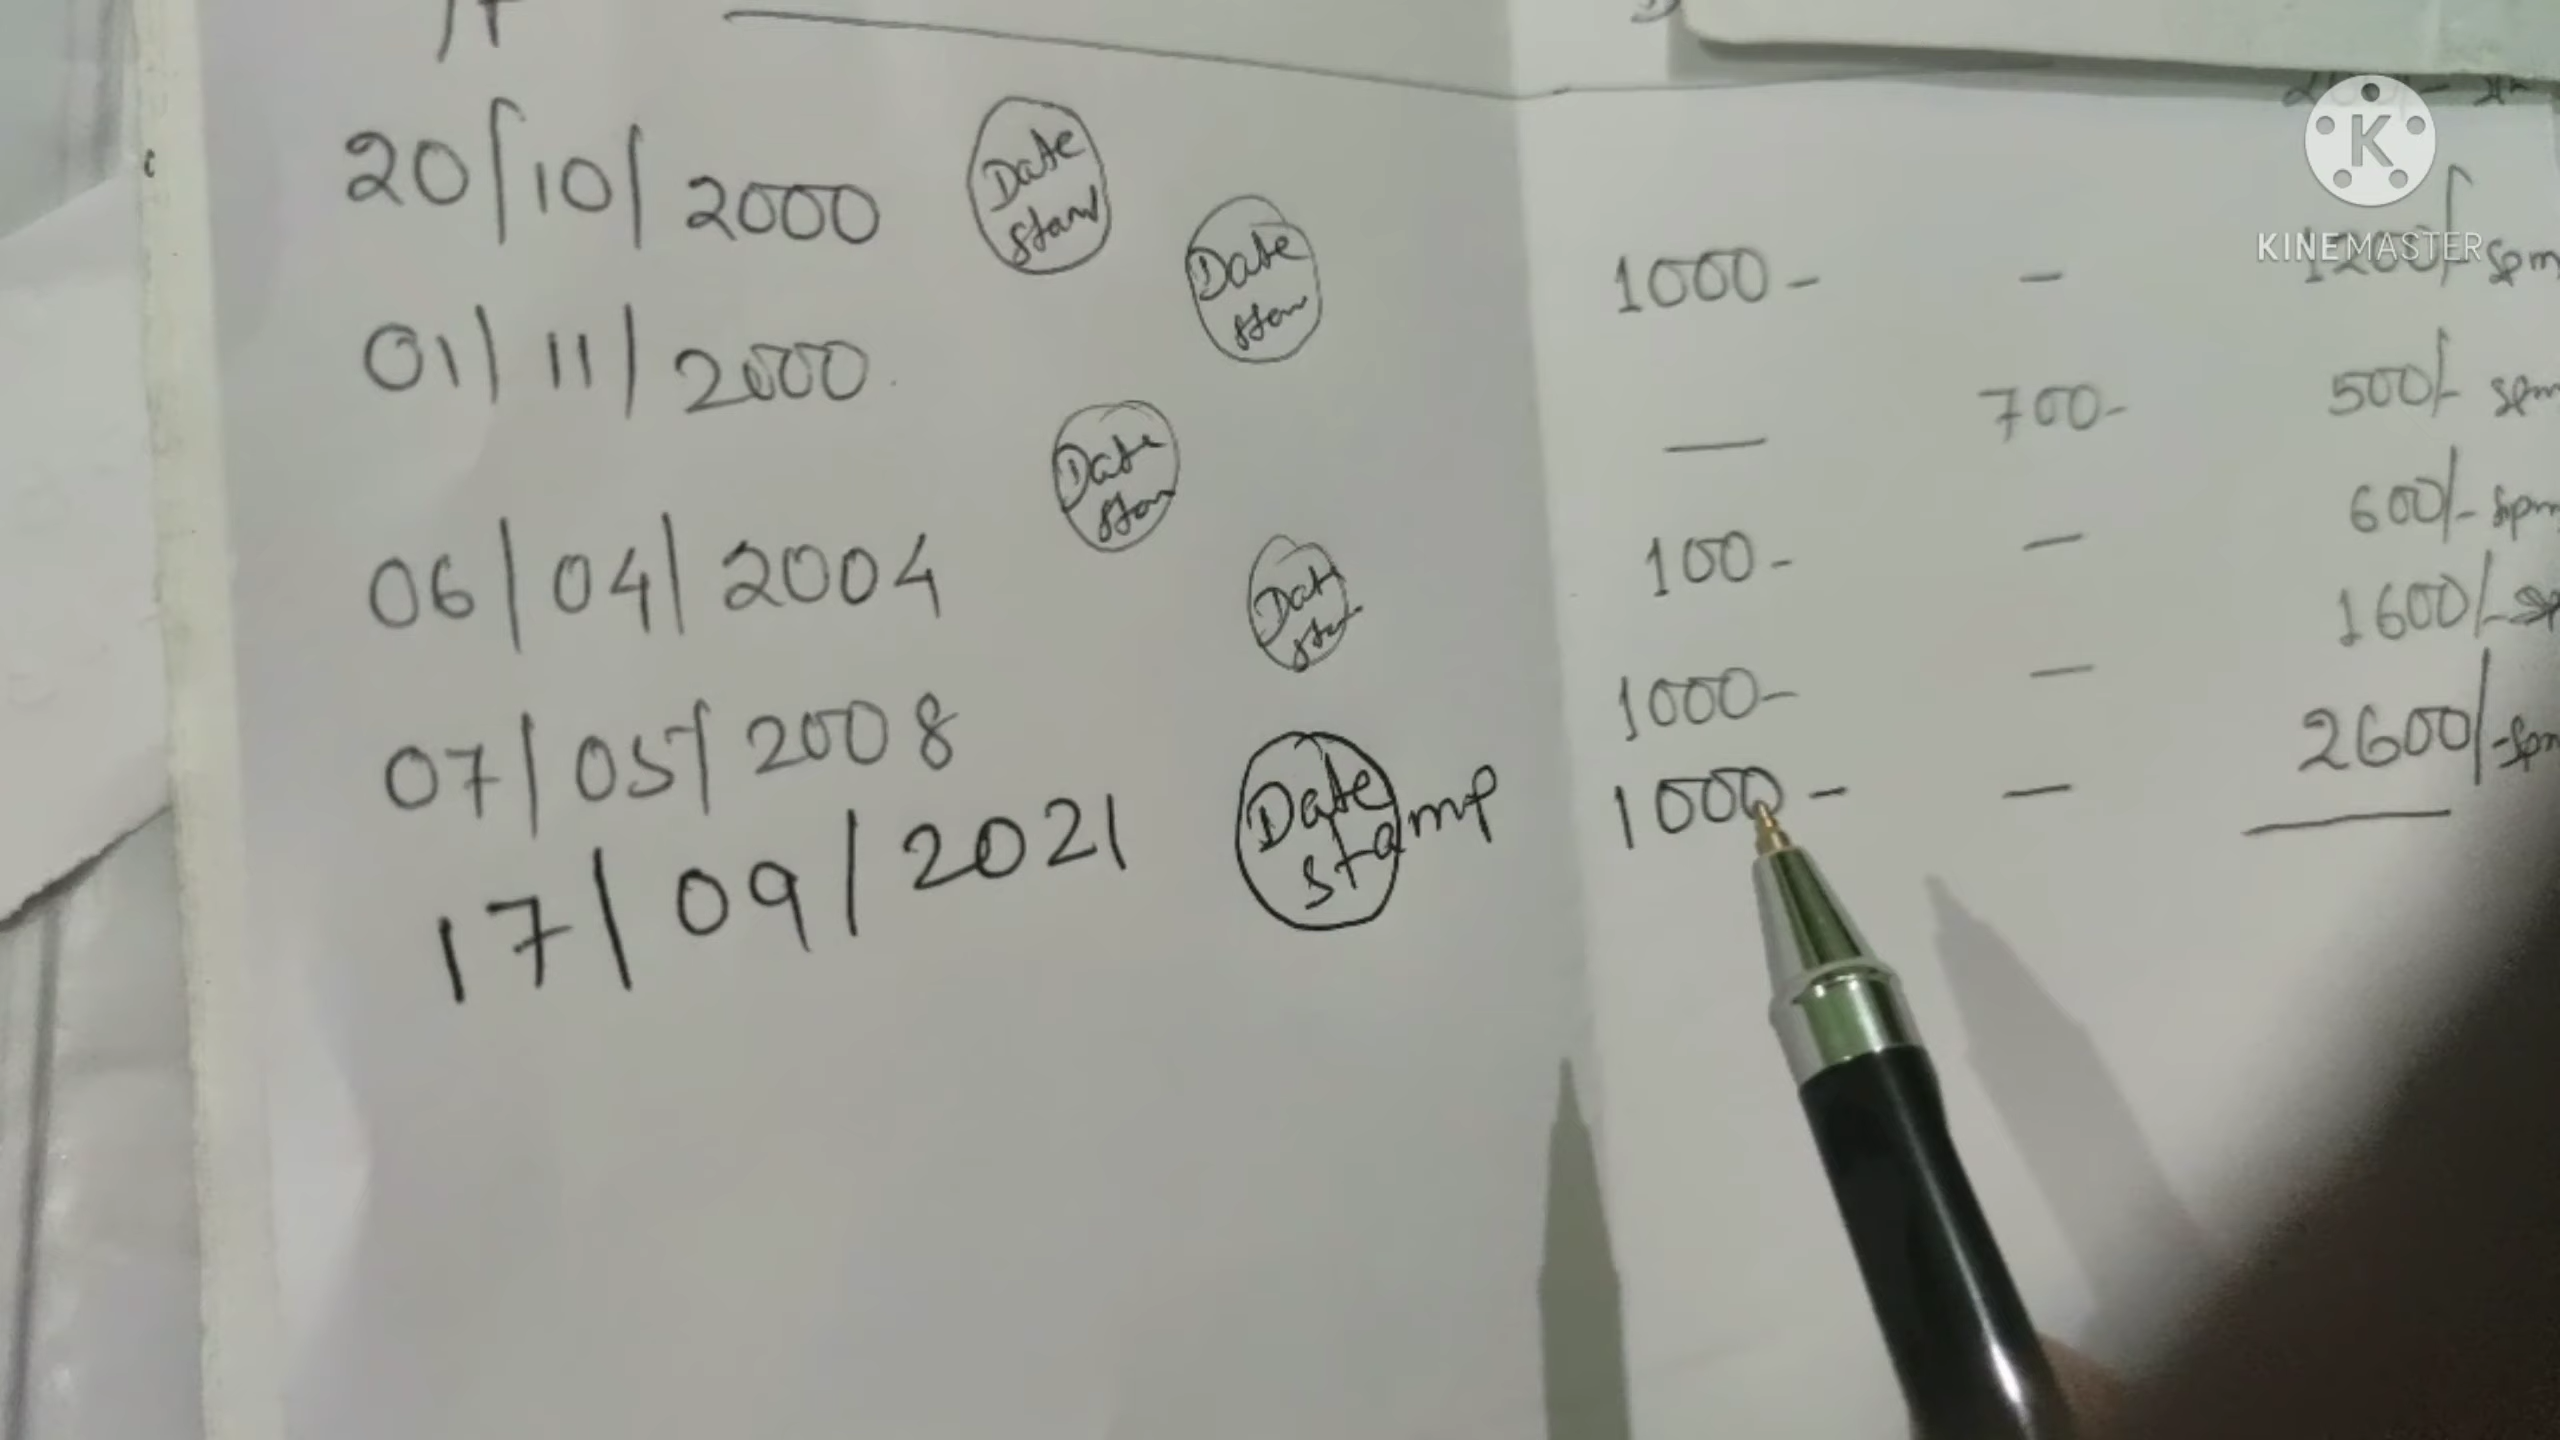 20/10/2000 Date Stam 1000- - 1200/- spm
01/11/2000 Date Stam — 700- 500/- spm
06/04/2004 Date Stam 100- - 600/- spm
07/05/2008 Date 1000- - 1600/- sp
17/09/2021 Date Stamp 1000- - 2600/- spm
K
KINEMASTER